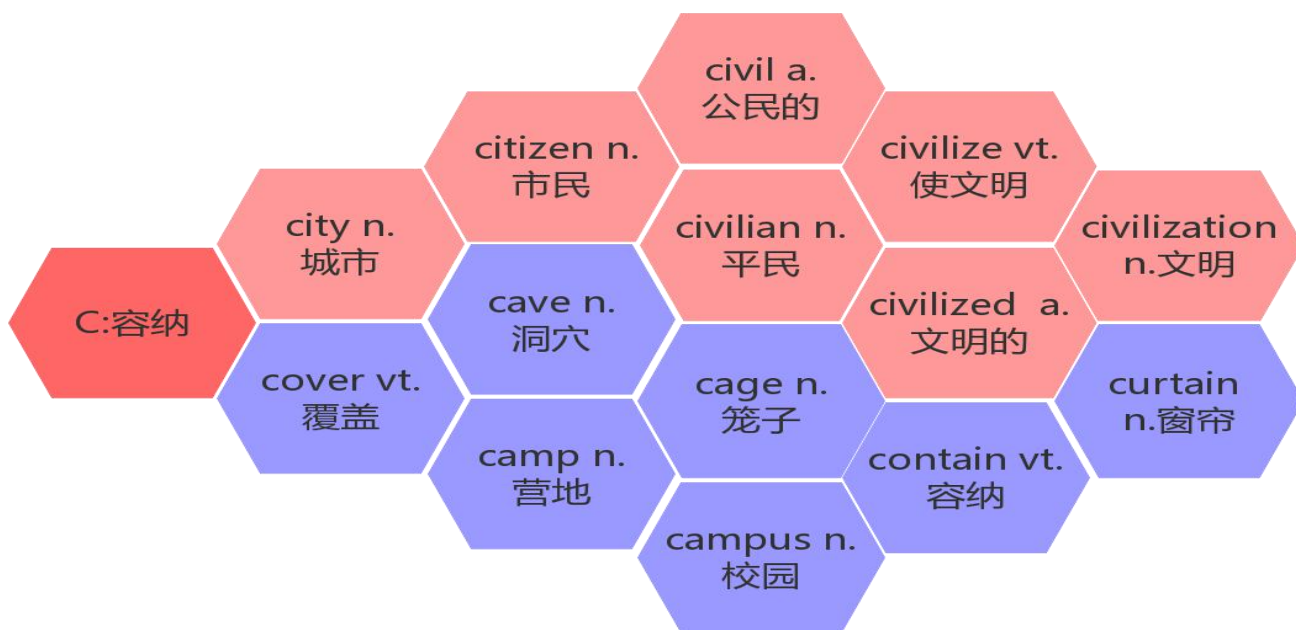 C:容纳
city n.
城市
citizen n.
市民
civil a.
公民的
civilian n.
平民
civilize vt.
使文明
civilized  a.
文明的
civilization
n.文明
cover vt.
覆盖
cave n.
洞穴
camp n.
营地
cage n.
笼子
campus n.
校园
contain vt.
容纳
curtain
n.窗帘